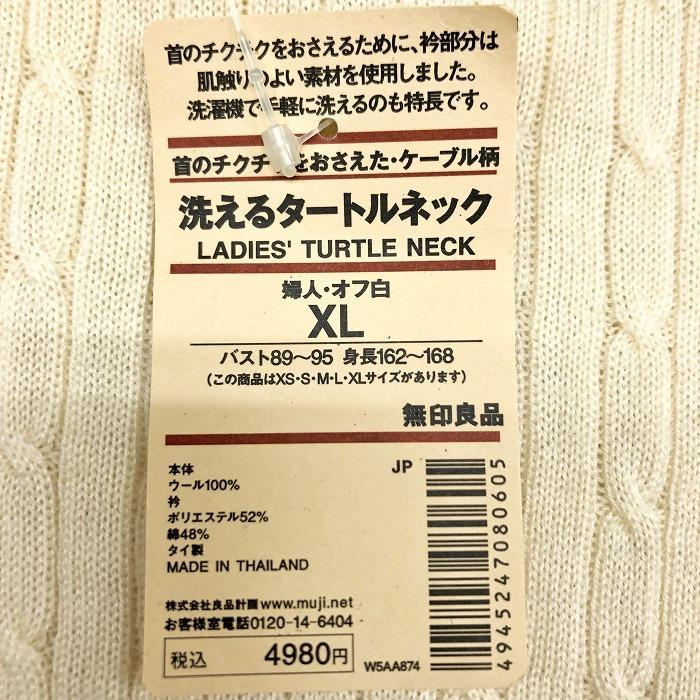 首のチクチクをおさえるために、衿部分は
肌触りのよい素材を使用しました。
洗濯機で手軽に洗えるのも特長です。
首のチクチクをおさえた・ケーブル柄
洗えるタートルネック
LADIES' TURTLE NECK
婦人・オフ白
XL
バスト89〜95 身長162〜168
(この商品はXS・S・M・L・XLサイズがあります)
無印良品
本体
ウール100%
衿
ポリエステル52%
綿48%
タイ製
MADE IN THAILAND
株式会社良品計画 www.muji.net
お客様室電話0120-14-6404
税込 4980円
JP
4945247080605
W5AA874